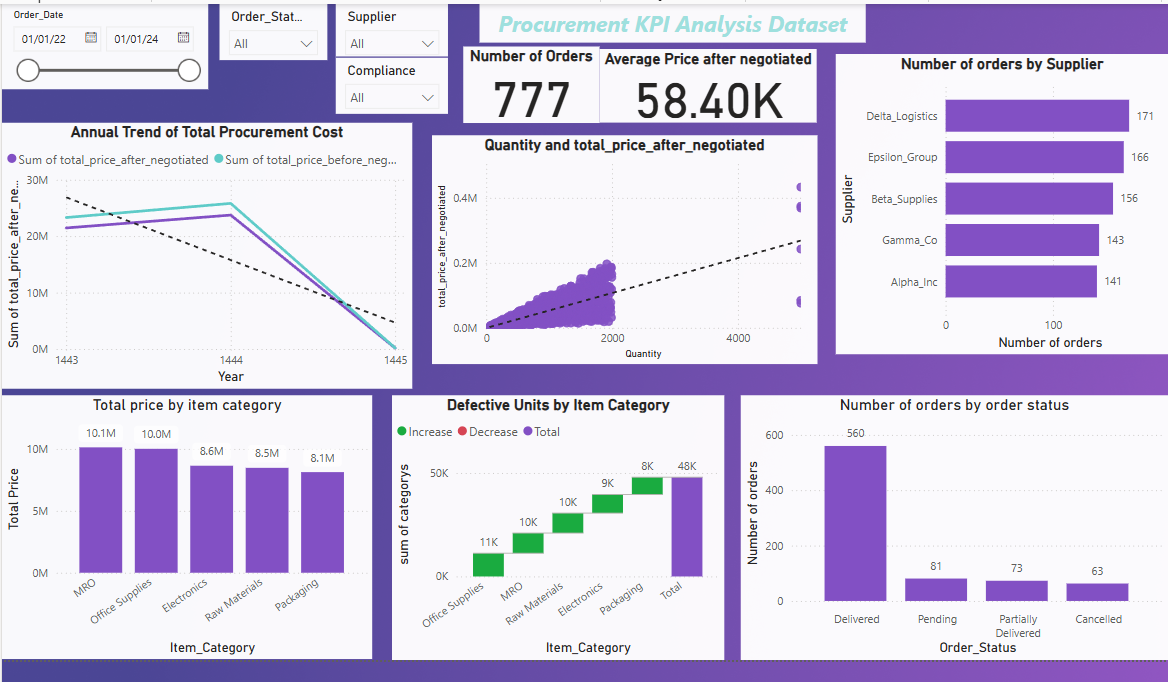 Order_Date
01/01/22
01/01/24
Order_Stat...
All
Supplier
All
Compliance
All
Procurement KPI Analysis Dataset
Number of Orders
777
Average Price after negotiated
58.40K
Number of orders by Supplier
Supplier
Delta_Logistics
171
Epsilon_Group
166
Beta_Supplies
156
Gamma_Co
143
Alpha_Inc
141
0
100
Number of orders
Annual Trend of Total Procurement Cost
Sum of total_price_after_negotiated
Sum of total_price_before_neg...
Sum of total_price_after_ne...
30M
20M
10M
0M
1443
1444
1445
Year
Quantity and total_price_after_negotiated
total_price_after_negotiated
0.4M
0.2M
0.0M
0
2000
4000
Quantity
Total price by item category
Total Price
10M
5M
0M
10.1M
10.0M
8.6M
8.5M
8.1M
MRO
Office Supplies
Electronics
Raw Materials
Packaging
Item_Category
Defective Units by Item Category
Increase
Decrease
Total
sum of categorys
50K
0K
11K
10K
10K
9K
8K
48K
Office Supplies
MRO
Raw Materials
Electronics
Packaging
Total
Item_Category
Number of orders by order status
Number of orders
600
400
200
0
560
81
73
63
Delivered
Pending
Partially
Delivered
Cancelled
Order_Status